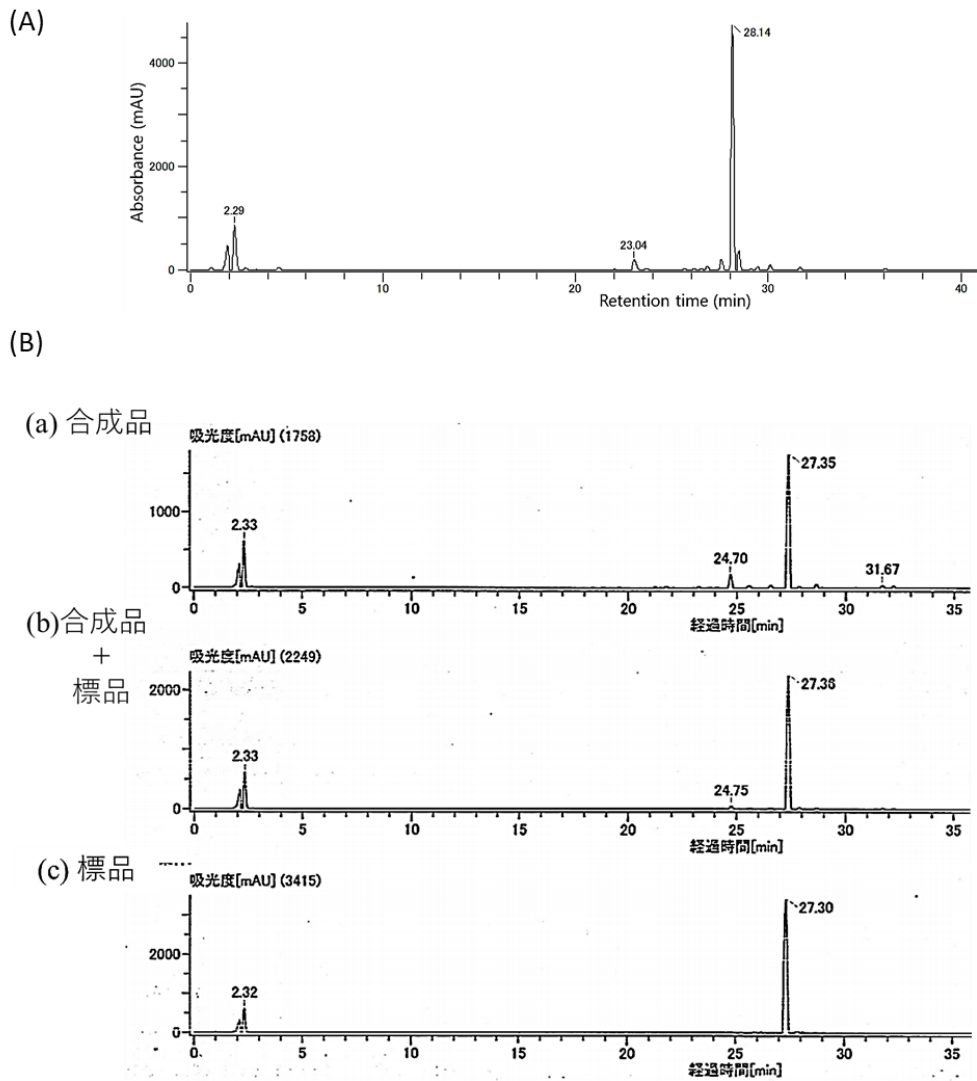 (A)
Absorbance (mAU)
4000
2000
0
2.29
23.04
28.14
0 10 20 30 40
Retention time (min)
(B)
(a) 合成品
吸光度[mAU] (1758)
1000
0
2.33
24.70
27.35
31.67
0 5 10 15 20 25 30 35
経過時間[min]
(b)合成品
+
標品
吸光度[mAU] (2249)
2000
0
2.33
24.75
27.36
0 5 10 15 20 25 30 35
経過時間[min]
(c) 標品
吸光度[mAU] (3415)
2000
0
2.32
27.30
0 5 10 15 20 25 30 35
経過時間[min]